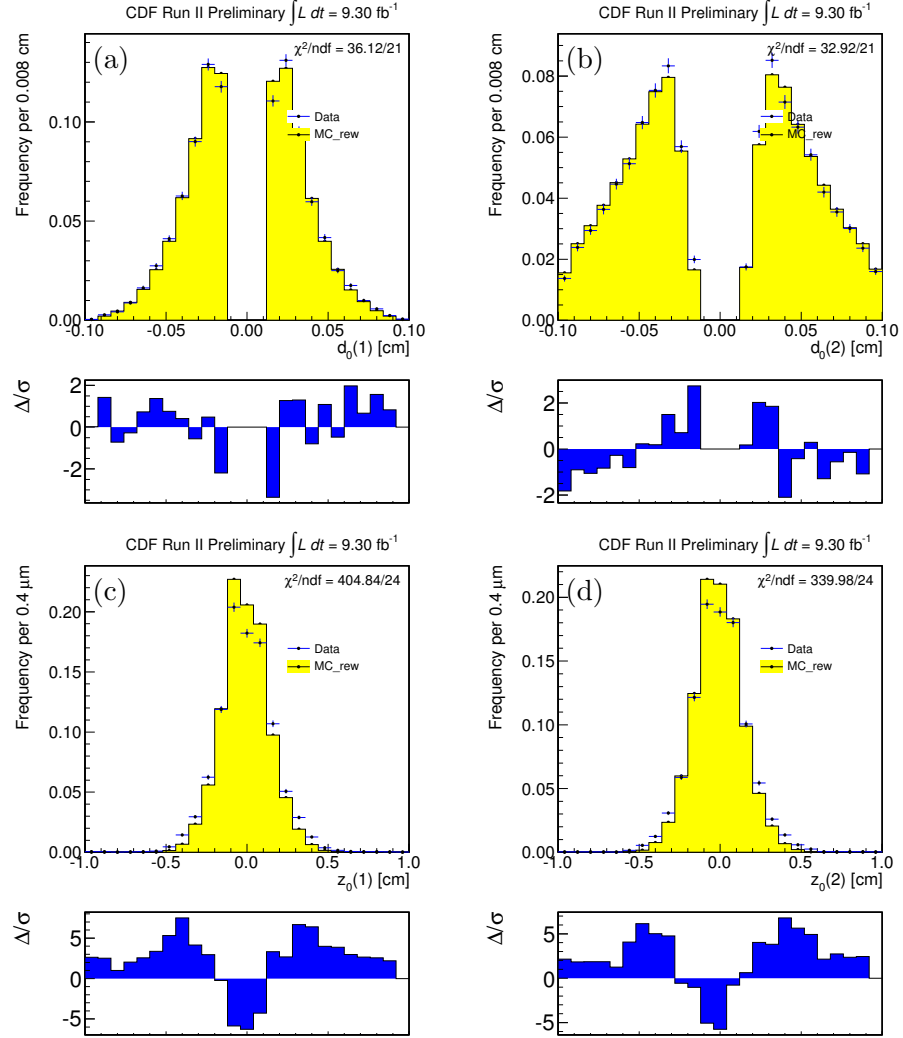 CDF Run II Preliminary ∫L dt = 9.30 fb⁻¹
(a)
χ²/ndf = 36.12/21
Data
MC_rew
Frequency per 0.008 cm
0.10
0.05
0.00
-0.10 -0.05 0.00 0.05 0.10
d₀(1) [cm]
Δ/σ
2
0
-2
CDF Run II Preliminary ∫L dt = 9.30 fb⁻¹
(b)
χ²/ndf = 32.92/21
Data
MC_rew
Frequency per 0.008 cm
0.08
0.06
0.04
0.02
0.00
-0.10 -0.05 0.00 0.05 0.10
d₀(2) [cm]
Δ/σ
2
0
-2
CDF Run II Preliminary ∫L dt = 9.30 fb⁻¹
(c)
χ²/ndf = 404.84/24
Data
MC_rew
Frequency per 0.4 μm
0.20
0.15
0.10
0.05
0.00
-1.0 -0.5 0.0 0.5 1.0
z₀(1) [cm]
Δ/σ
5
0
-5
CDF Run II Preliminary ∫L dt = 9.30 fb⁻¹
(d)
χ²/ndf = 339.98/24
Data
MC_rew
Frequency per 0.4 μm
0.20
0.15
0.10
0.05
0.00
-1.0 -0.5 0.0 0.5 1.0
z₀(2) [cm]
Δ/σ
5
0
-5